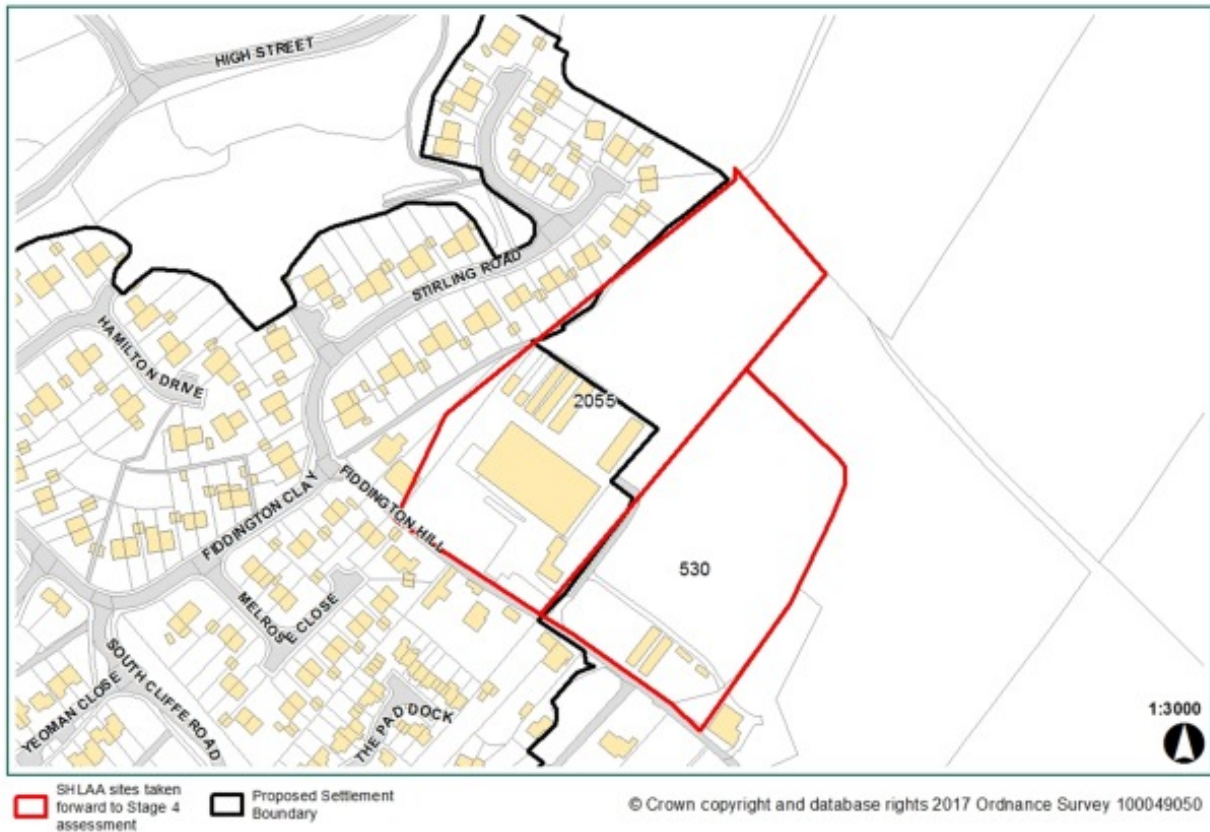 HIGH STREET
STIRLING ROAD
HAMILTON DRIVE
2055
FIDDINGTON HILL
FIDDINGTON CLAY
530
MELROSE CLOSE
SOUTH CLIFFE ROAD
YEOMAN CLOSE
THE PADDOCK
1:3000
SHLAA sites taken
forward to Stage 4
assessment
Proposed Settlement
Boundary
© Crown copyright and database rights 2017 Ordnance Survey 100049050